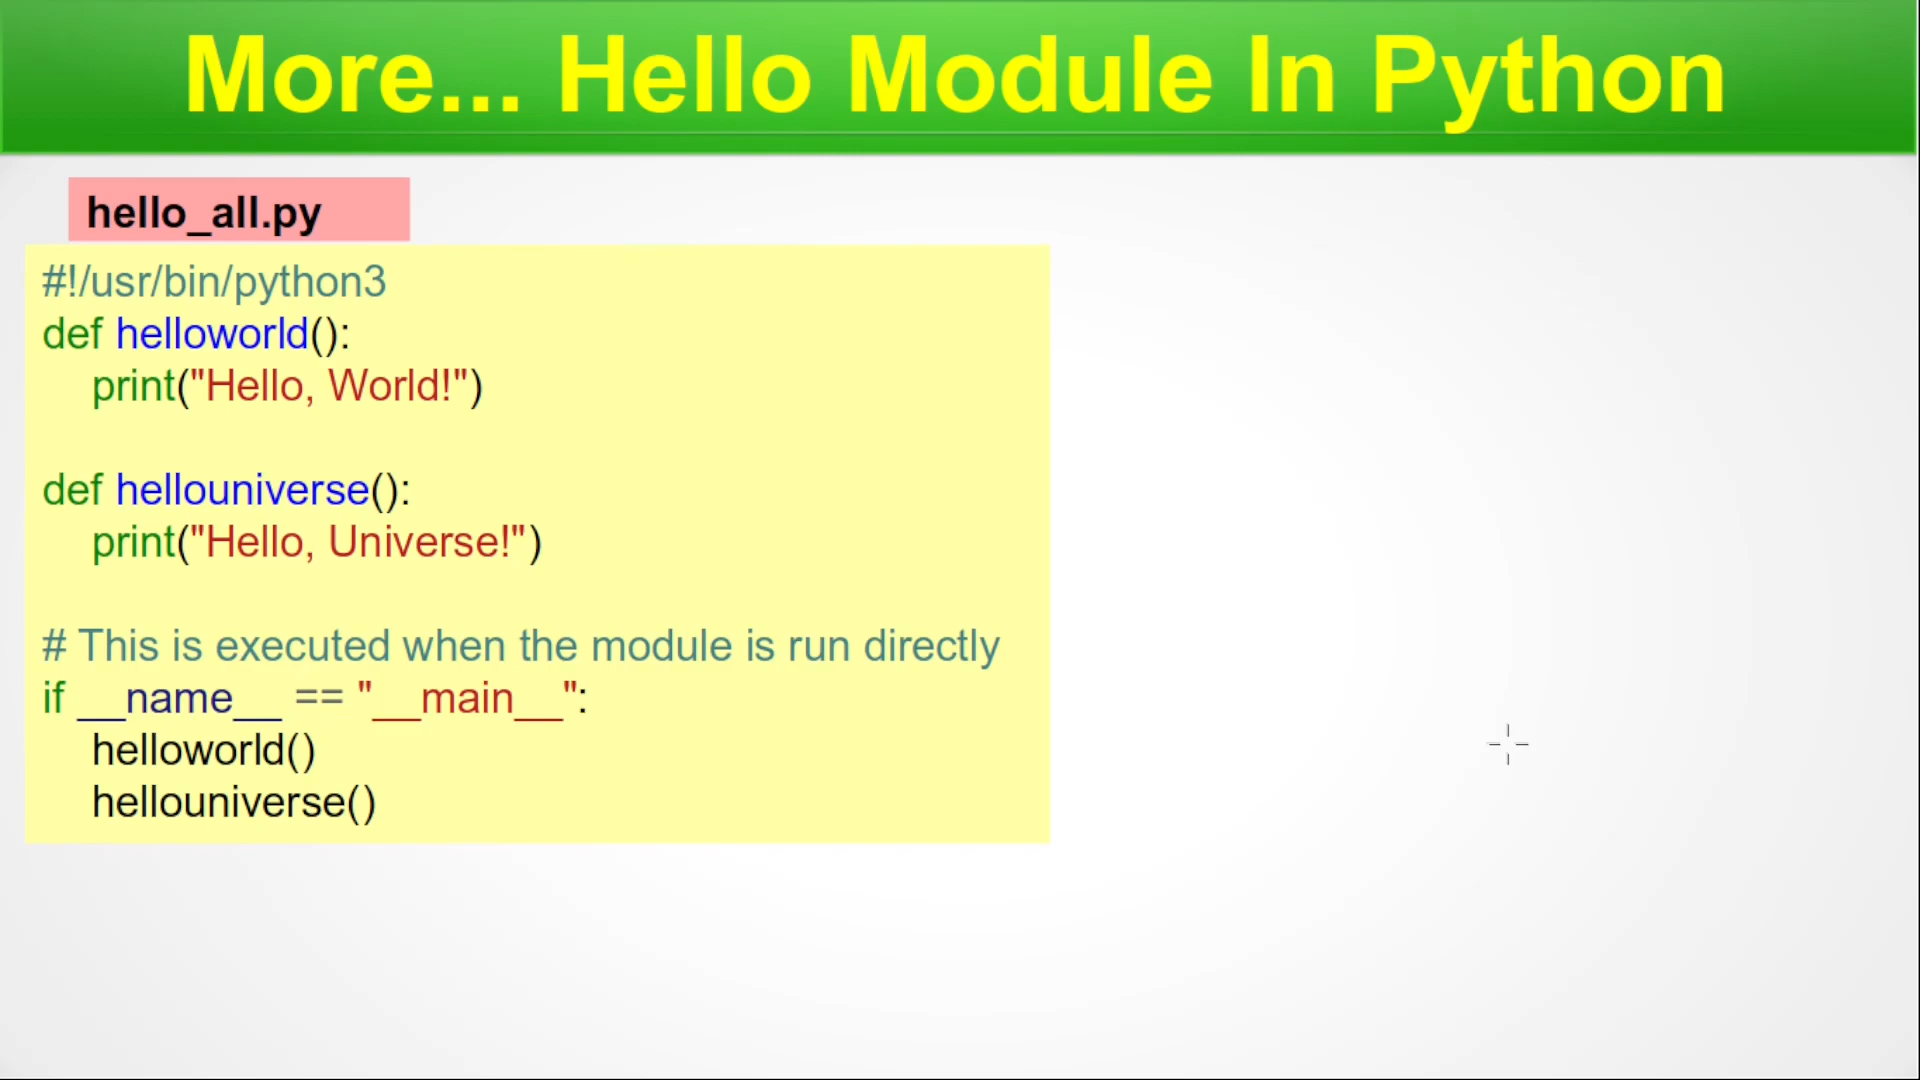 More... Hello Module In Python
hello_all.py
#!/usr/bin/python3
def helloworld():
    print("Hello, World!")

def hellouniverse():
    print("Hello, Universe!")

# This is executed when the module is run directly
if __name__ == "__main__":
    helloworld()
    hellouniverse()